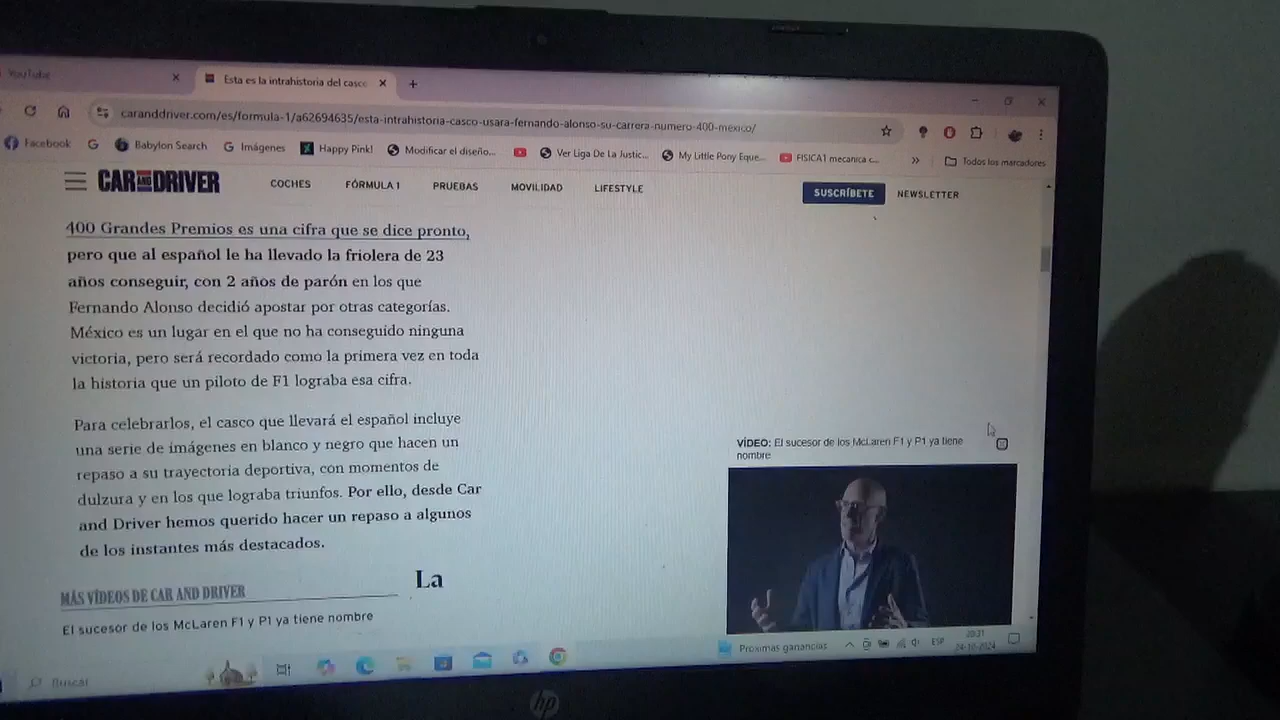 YouTube
Esta es la intrahistoria del casco
caranddriver.com/es/formula-1/a62694635/esta-intrahistoria-casco-usara-fernando-alonso-su-carrera-numero-400-mexico/
Facebook
Babylon Search
Imágenes
Happy Pink!
Modificar el diseño...
Ver Liga De La Justic...
My Little Pony Eque...
FISICA1 mecanica c...
Todos los marcadores
CAR AND DRIVER
COCHES
FÓRMULA 1
PRUEBAS
MOVILIDAD
LIFESTYLE
SUSCRÍBETE
NEWSLETTER
400 Grandes Premios es una cifra que se dice pronto,
pero que al español le ha llevado la friolera de 23
años conseguir, con 2 años de parón en los que
Fernando Alonso decidió apostar por otras categorías.
México es un lugar en el que no ha conseguido ninguna
victoria, pero será recordado como la primera vez en toda
la historia que un piloto de F1 lograba esa cifra.
Para celebrarlos, el casco que llevará el español incluye
una serie de imágenes en blanco y negro que hacen un
repaso a su trayectoria deportiva, con momentos de
dulzura y en los que lograba triunfos. Por ello, desde Car
and Driver hemos querido hacer un repaso a algunos
de los instantes más destacados.
MÁS VÍDEOS DE CAR AND DRIVER
El sucesor de los McLaren F1 y P1 ya tiene nombre
La
VÍDEO: El sucesor de los McLaren F1 y P1 ya tiene
nombre
Buscar
Próximas ganancias
ESP
20:31
24-10-2024
hp